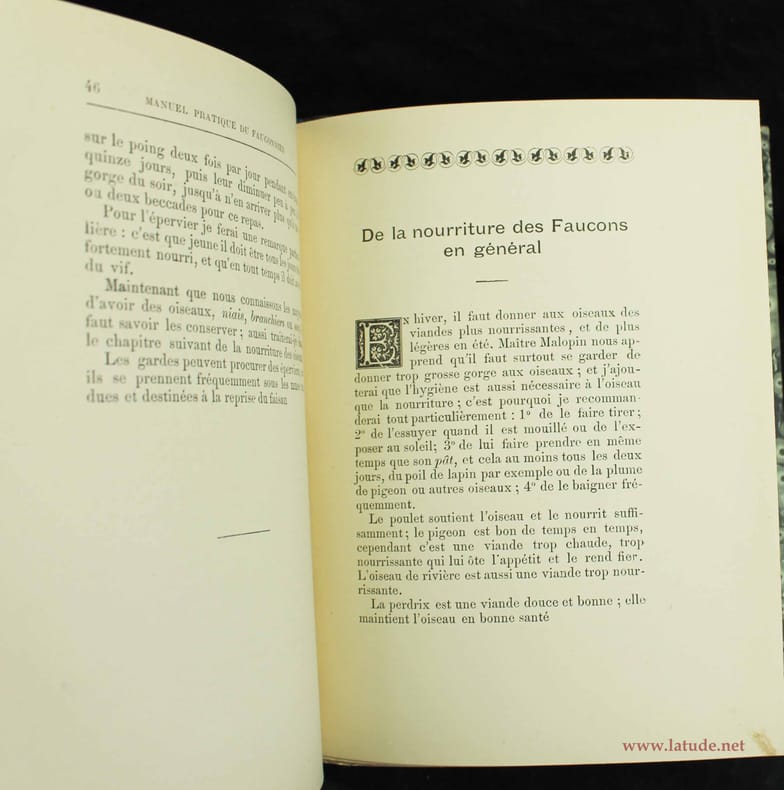 46
MANUEL PRATIQUE DU FAUCONNIER
sur le poing deux fois par jour pendant
quinze jours, puis leur diminuer peu à
gorge du soir, jusqu'à n'en arriver plus qu'à
ou deux beccades pour ce repas.
Pour l'épervier je ferai une remarque
lière : c'est que jeune il doit être tous les
fortement nourri, et qu'en tout temps il doit
du vif.
Maintenant que nous connaissons les
d'avoir des oiseaux, niais, branchiers ou
faut savoir les conserver ; aussi
le chapitre suivant de la nourriture des
Les gardes peuvent procurer des éperviers,
ils se prennent fréquemment sous les
dues et destinées à la reprise du faisan
De la nourriture des Faucons
en général
EN hiver, il faut donner aux oiseaux des
viandes plus nourrissantes, et de plus
légères en été. Maître Malopin nous ap-
prend qu'il faut surtout se garder de
donner trop grosse gorge aux oiseaux ; et j'ajou-
terai que l'hygiène est aussi nécessaire à l'oiseau
que la nourriture ; c'est pourquoi je recomman-
derai tout particulièrement : 1° de le faire tirer ;
2° de l'essuyer quand il est mouillé ou de l'ex-
poser au soleil; 3° de lui faire prendre en même
temps que son pât, et cela au moins tous les deux
jours, du poil de lapin par exemple ou de la plume
de pigeon ou autres oiseaux ; 4° de le baigner fré-
quemment.
Le poulet soutient l'oiseau et le nourrit suffi-
samment ; le pigeon est bon de temps en temps,
cependant c'est une viande trop chaude, trop
nourrissante qui lui ôte l'appétit et le rend fier.
L'oiseau de rivière est aussi une viande trop nour-
rissante.
La perdrix est une viande douce et bonne ; elle
maintient l'oiseau en bonne santé
www.latude.net